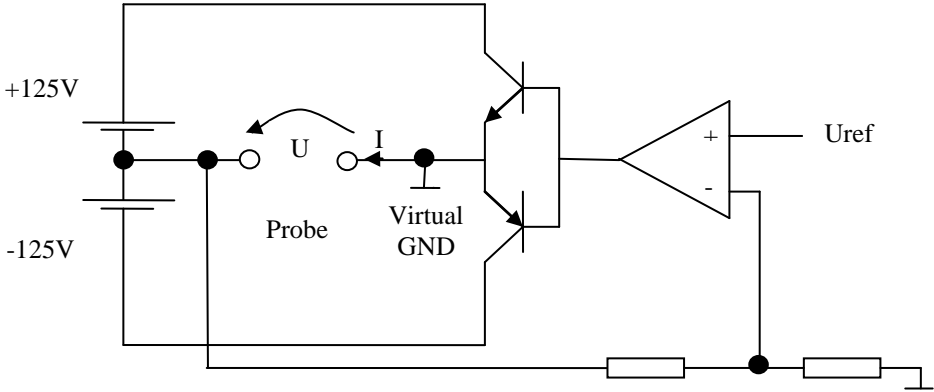 +125V
U
I
+
Uref
-
Probe
Virtual
GND
-125V